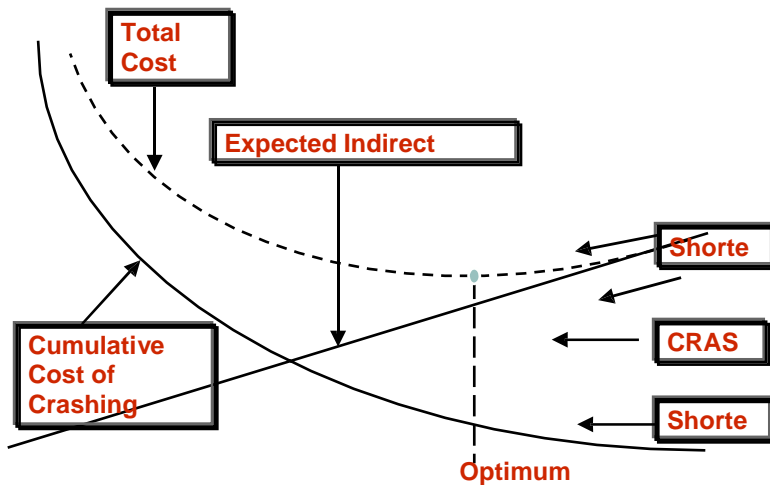 Total
Cost
Expected Indirect
Shorte
Cumulative
Cost of
Crashing
CRAS
Shorte
Optimum